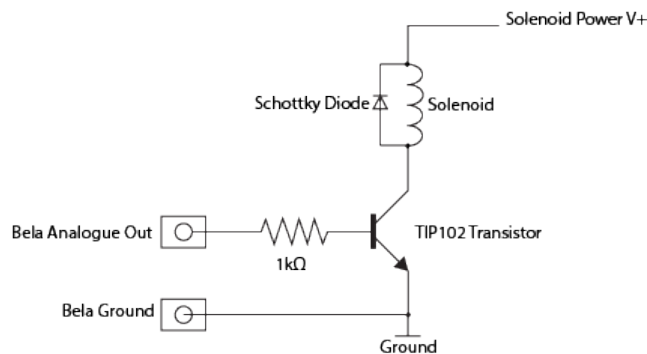 Solenoid Power V+
Schottky Diode
Solenoid
Bela Analogue Out
TIP102 Transistor
1kΩ
Bela Ground
Ground